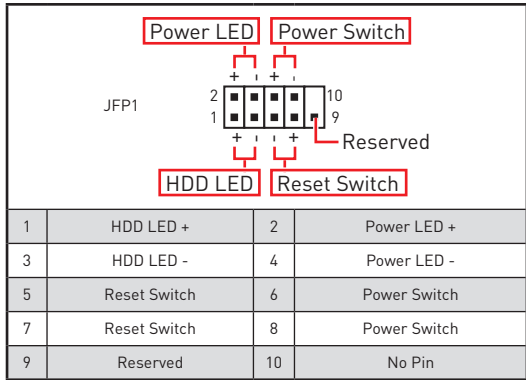 Power LED Power Switch
+ - + -
JFP1
2 10
1 9
+ - - +
Reserved
HDD LED Reset Switch
1 HDD LED + 2 Power LED +
3 HDD LED - 4 Power LED -
5 Reset Switch 6 Power Switch
7 Reset Switch 8 Power Switch
9 Reserved 10 No Pin